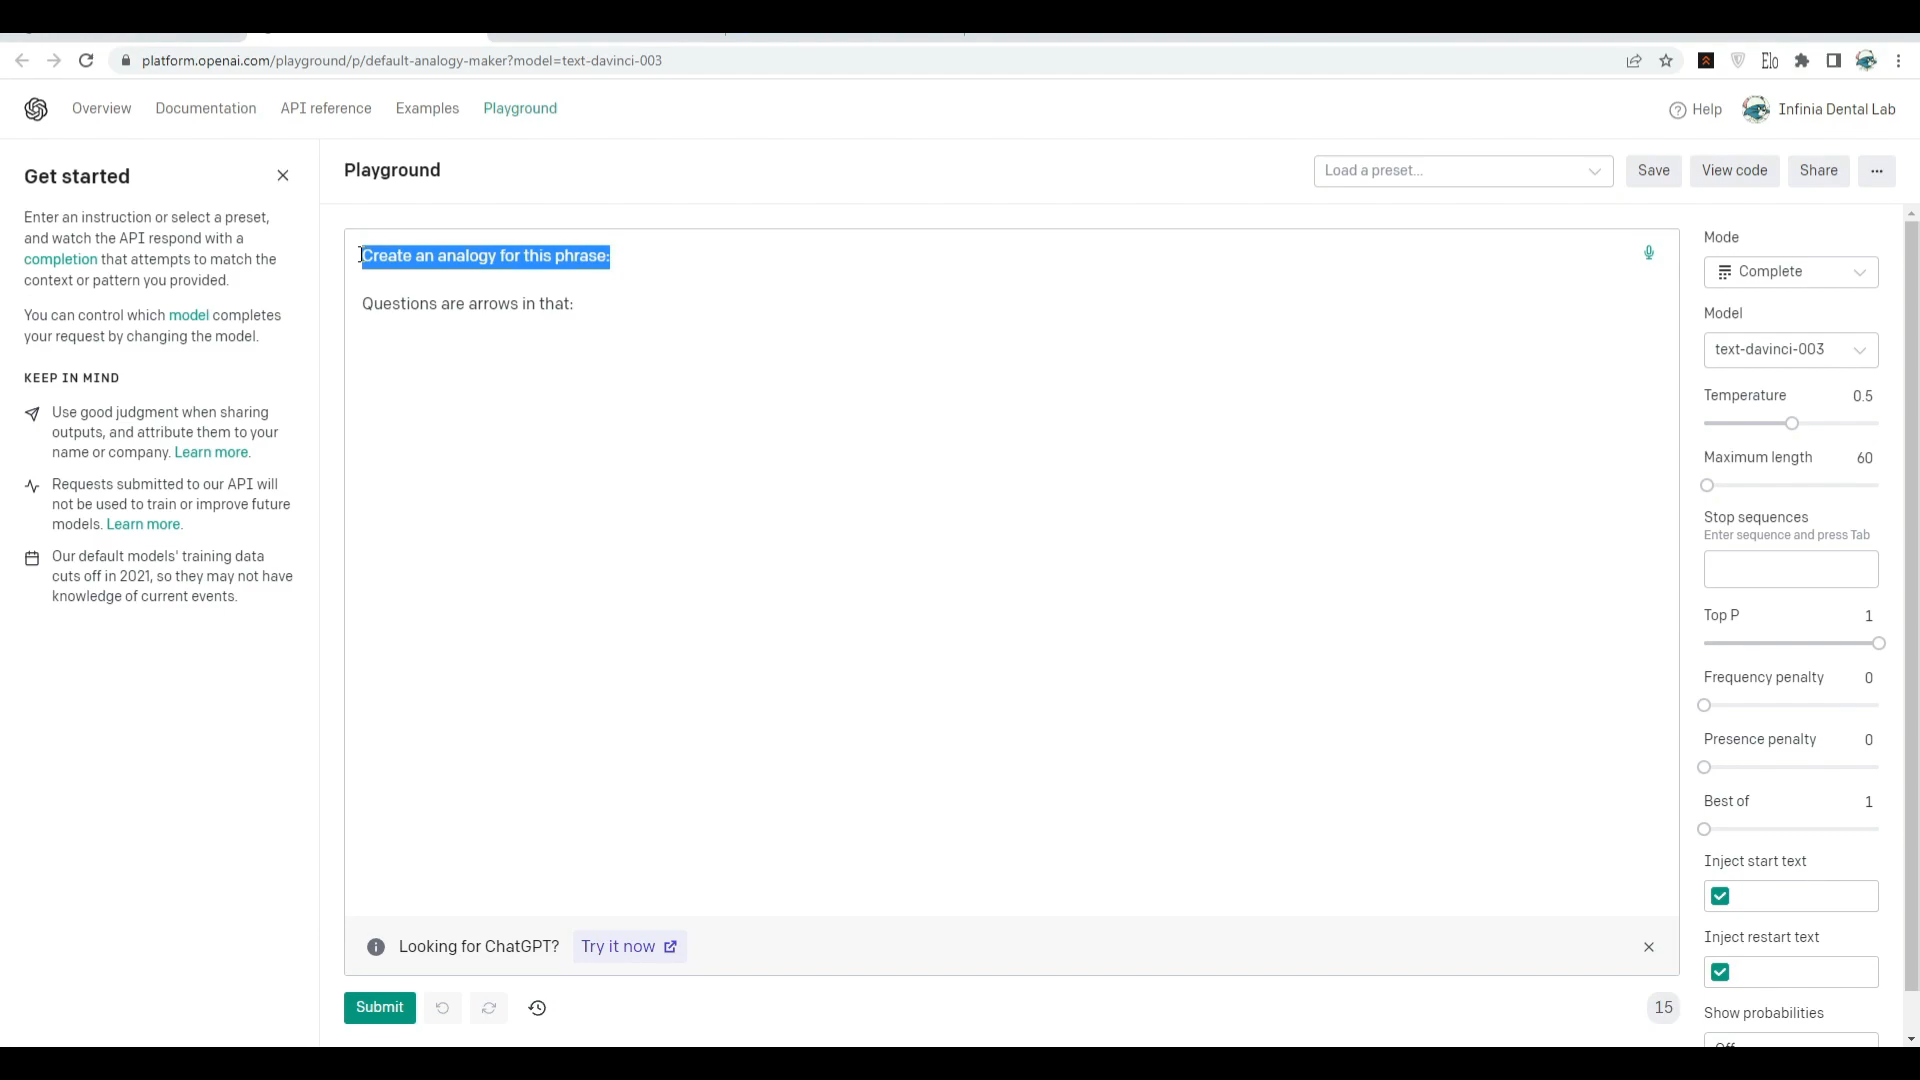 platform.openai.com/playground/p/default-analogy-maker?model=text-davinci-003
Elo
Overview
Documentation
API reference
Examples
Playground
Help
Infinia Dental Lab
Get started
Enter an instruction or select a preset,
and watch the API respond with a
completion that attempts to match the
context or pattern you provided.
You can control which model completes
your request by changing the model.
KEEP IN MIND
Use good judgment when sharing
outputs, and attribute them to your
name or company. Learn more.
Requests submitted to our API will
not be used to train or improve future
models. Learn more.
Our default models' training data
cuts off in 2021, so they may not have
knowledge of current events.
Playground
Load a preset...
Save
View code
Share
Create an analogy for this phrase:
Questions are arrows in that:
Looking for ChatGPT?
Try it now
Submit
15
Mode
Complete
Model
text-davinci-003
Temperature 0.5
Maximum length 60
Stop sequences
Enter sequence and press Tab
Top P 1
Frequency penalty 0
Presence penalty 0
Best of 1
Inject start text
Inject restart text
Show probabilities